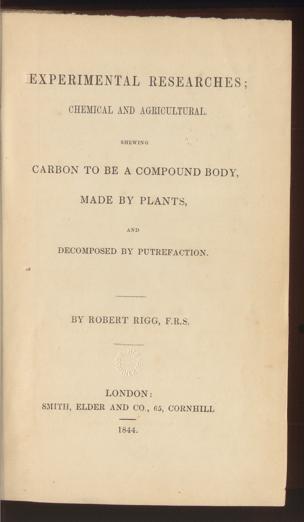 EXPERIMENTAL RESEARCHES;
CHEMICAL AND AGRICULTURAL.
SHEWING
CARBON TO BE A COMPOUND BODY,
MADE BY PLANTS,
AND
DECOMPOSED BY PUTREFACTION.
BY ROBERT RIGG, F.R.S.
LONDON:
SMITH, ELDER AND CO., 65, CORNHILL
1844.